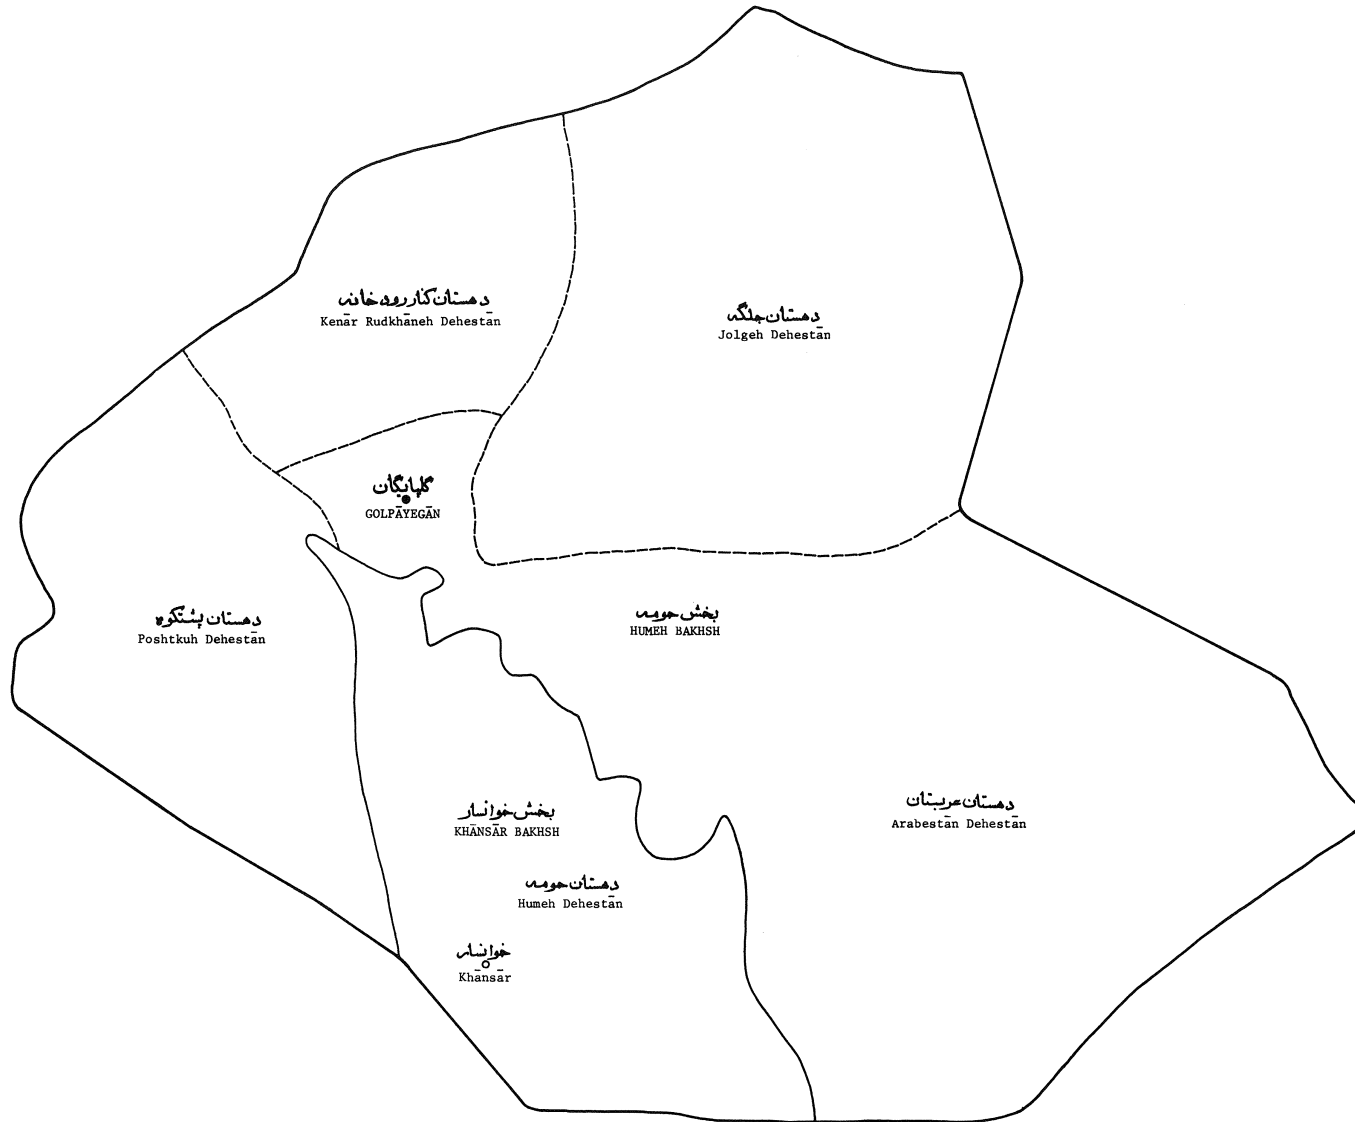 دهستان کناررودخانه
Kenār Rudkhāneh Dehestān
دهستان جلگه
Jolgeh Dehestān
گلپایگان
GOLPĀYEGĀN
دهستان پشتکوه
Poshtkuh Dehestān
بخش حومه
HUMEH BAKHSH
بخش خوانسار
KHĀNSĀR BAKHSH
دهستان عربستان
Arabestān Dehestān
دهستان حومه
Humeh Dehestān
خوانسار
Khānsār